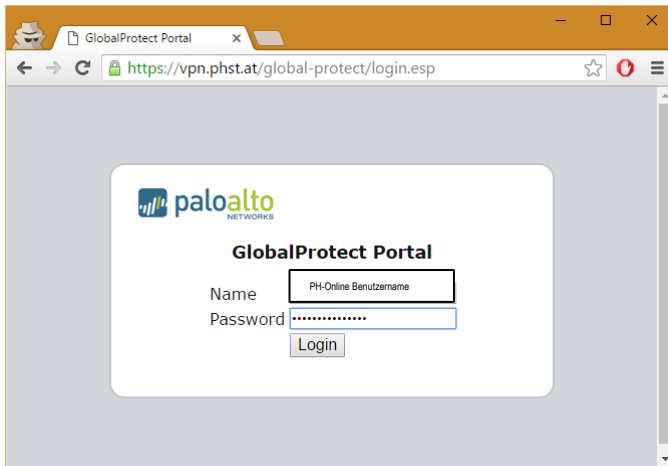 GlobalProtect Portal
https://vpn.phst.at/global-protect/login.esp
paloalto
NETWORKS
GlobalProtect Portal
Name PH-Online Benutzername
Password •••••••••••••••
Login